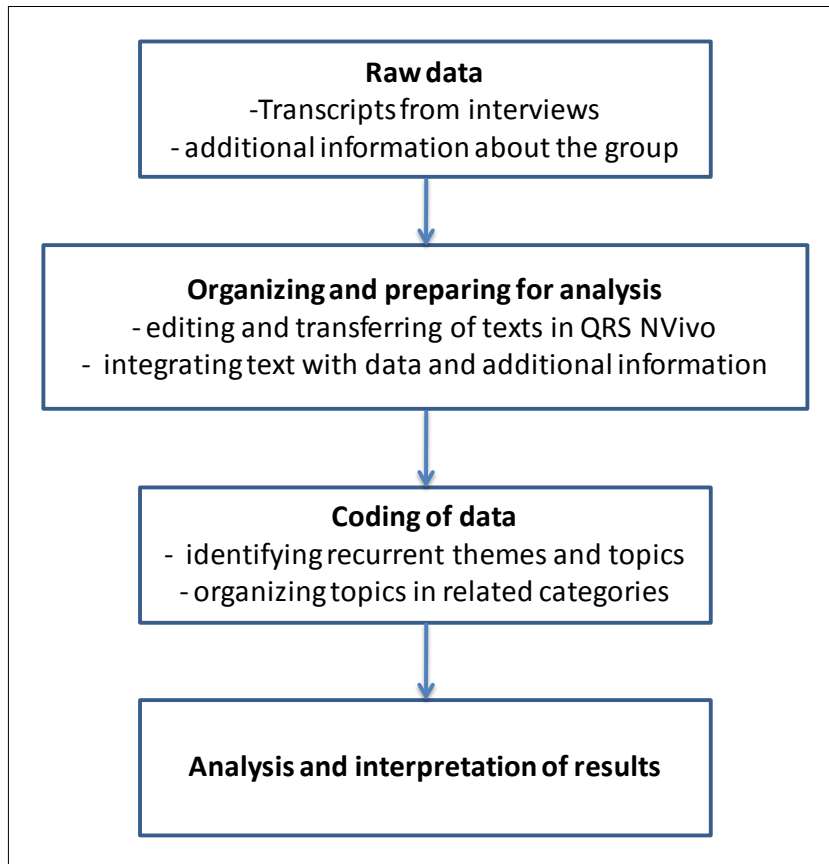 Raw data
-Transcripts from interviews
- additional information about the group
Organizing and preparing for analysis
- editing and transferring of texts in QRS NVivo
- integrating text with data and additional information
Coding of data
- identifying recurrent themes and topics
- organizing topics in related categories
Analysis and interpretation of results